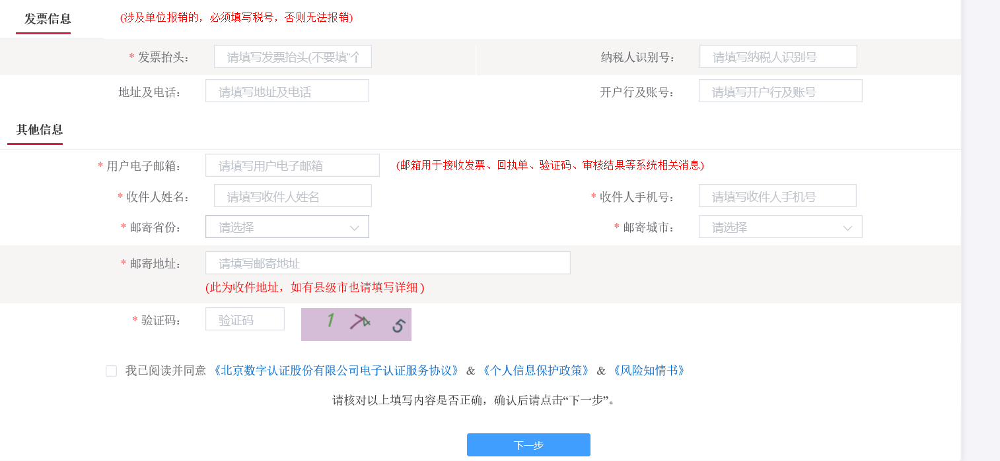 发票信息 (涉及单位报销的，必须填写税号，否则无法报销)
* 发票抬头： 请填写发票抬头(不要填“个 纳税人识别号： 请填写纳税人识别号
地址及电话： 请填写地址及电话 开户行及账号： 请填写开户行及账号
其他信息
* 用户电子邮箱： 请填写用户电子邮箱 (邮箱用于接收发票、回执单、验证码、审核结果等系统相关消息)
* 收件人姓名： 请填写收件人姓名 * 收件人手机号： 请填写收件人手机号
* 邮寄省份： 请选择 * 邮寄城市： 请选择
* 邮寄地址： 请填写邮寄地址
(此为收件地址，如有县级市也请填写详细 )
* 验证码： 验证码
我已阅读并同意 《北京数字认证股份有限公司电子认证服务协议》 & 《个人信息保护政策》 & 《风险知情书》
请核对以上填写内容是否正确，确认后请点击“下一步”。
下一步